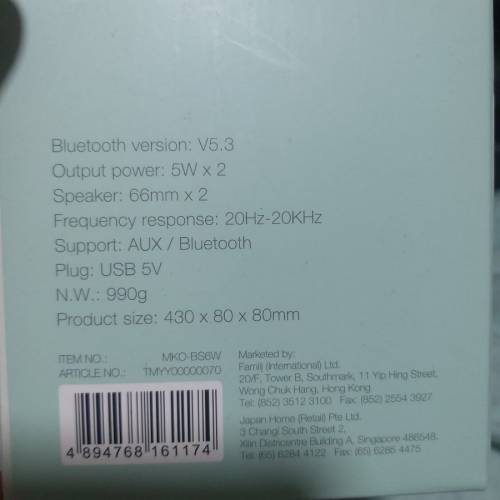 Bluetooth version: V5.3
Output power: 5W x 2
Speaker: 66mm x 2
Frequency response: 20Hz-20KHz
Support: AUX / Bluetooth
Plug: USB 5V
N.W.: 990g
Product size: 430 x 80 x 80mm
ITEM NO.: MKO-BS6W
ARTICLE NO.: TMYY00000070
4 894768 161174
Marketed by:
Famij (International) Ltd.
20/F, Tower B, Southmark, 11 Yip Hing Street,
Wong Chuk Hang, Hong Kong
Tel: (852) 3512 3100 Fax: (852) 2554 3927
Japan Home (Retail) Pte Ltd.
3 Changi South Street 2,
Xilin Districentre Building A, Singapore 486548.
Tel: (65) 6284 4122 Fax: (65) 6285 4475